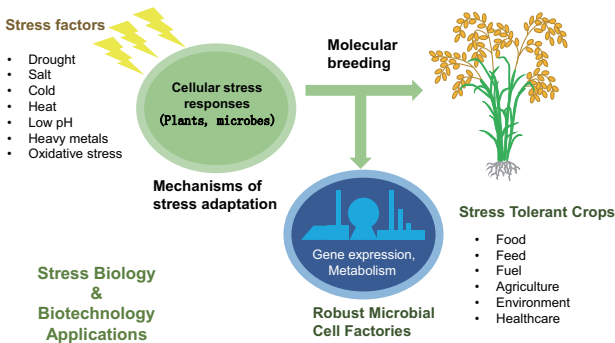 Stress factors
• Drought
• Salt
• Cold
• Heat
• Low pH
• Heavy metals
• Oxidative stress
Cellular stress
responses
(Plants, microbes)
Mechanisms of
stress adaptation
Molecular
breeding
Gene expression,
Metabolism
Robust Microbial
Cell Factories
Stress Tolerant Crops
• Food
• Feed
• Fuel
• Agriculture
• Environment
• Healthcare
Stress Biology
&
Biotechnology
Applications